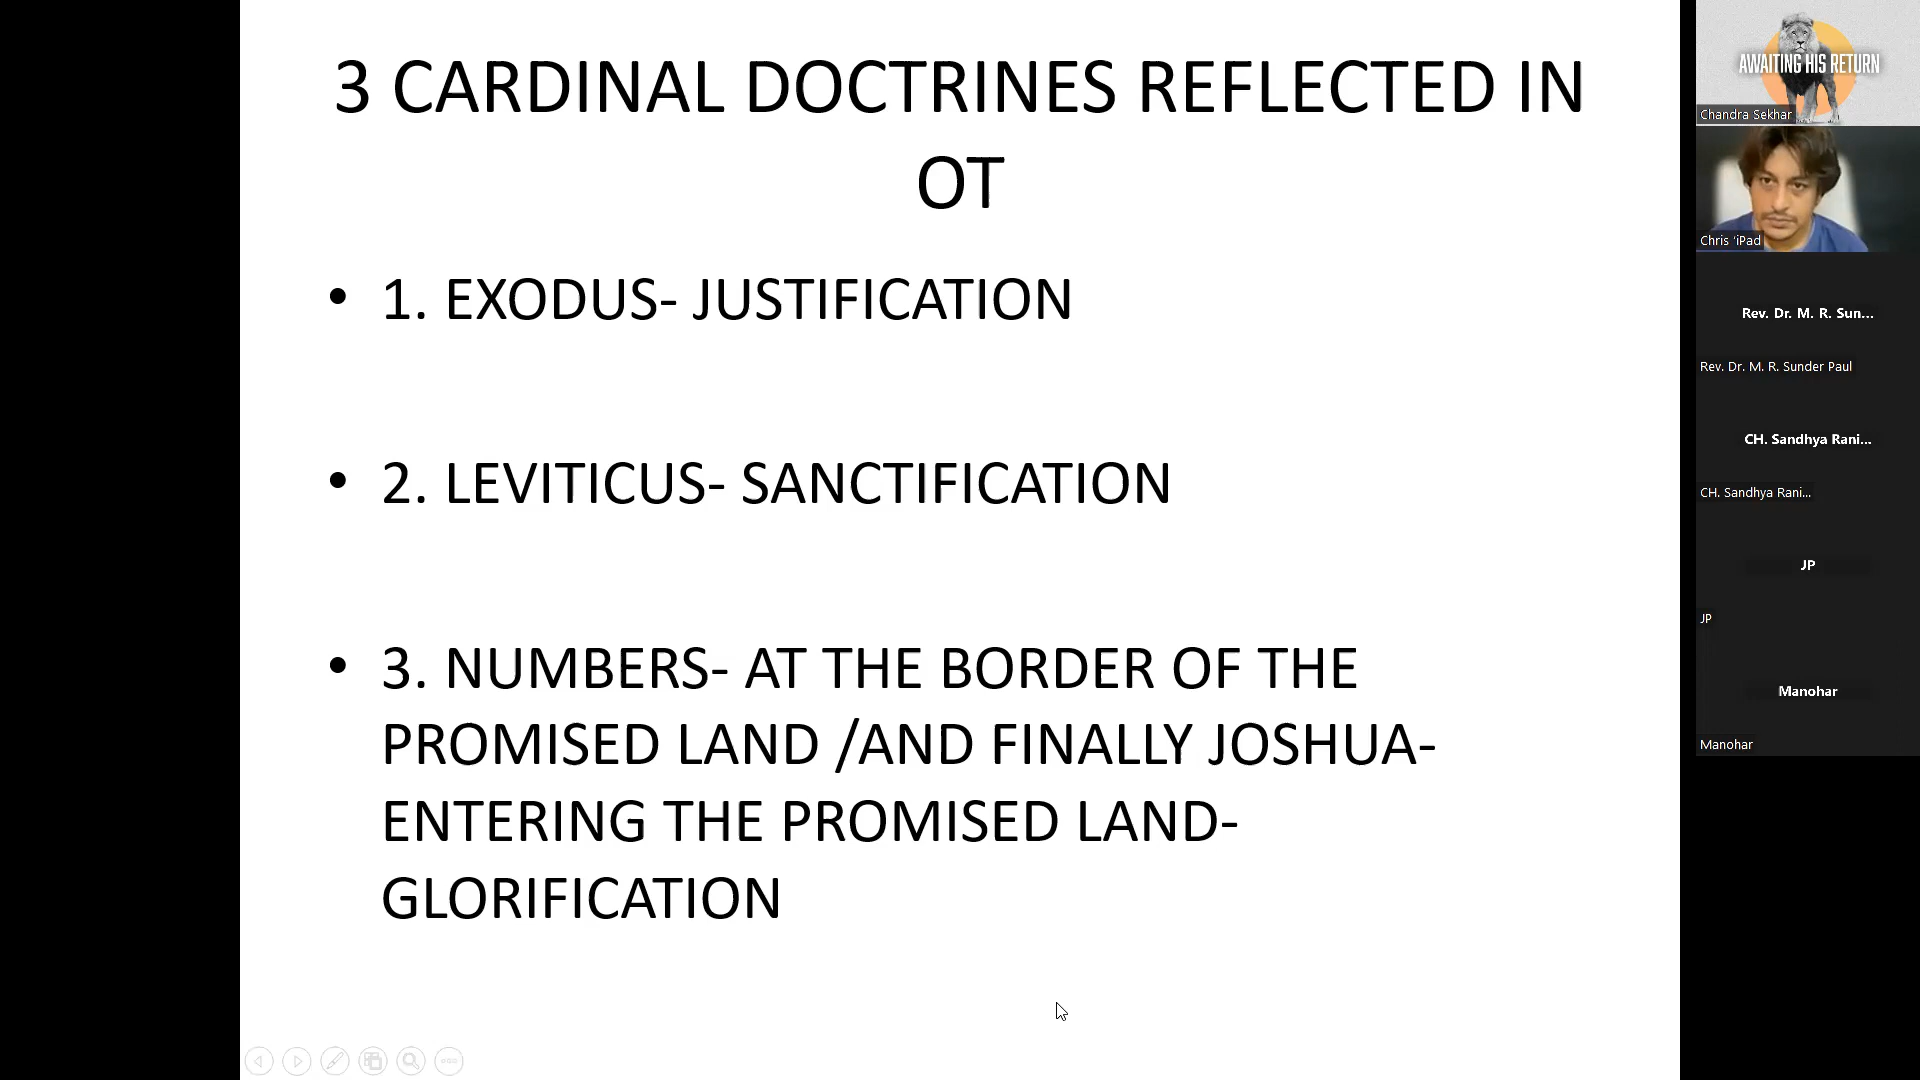 3 CARDINAL DOCTRINES REFLECTED IN
OT
• 1. EXODUS- JUSTIFICATION
• 2. LEVITICUS- SANCTIFICATION
• 3. NUMBERS- AT THE BORDER OF THE
PROMISED LAND /AND FINALLY JOSHUA-
ENTERING THE PROMISED LAND-
GLORIFICATION
AWAITING HIS RETURN
Chandra Sekhar
Chris 'iPad
Rev. Dr. M. R. Sun...
Rev. Dr. M. R. Sunder Paul
CH. Sandhya Rani...
CH. Sandhya Rani...
JP
JP
Manohar
Manohar